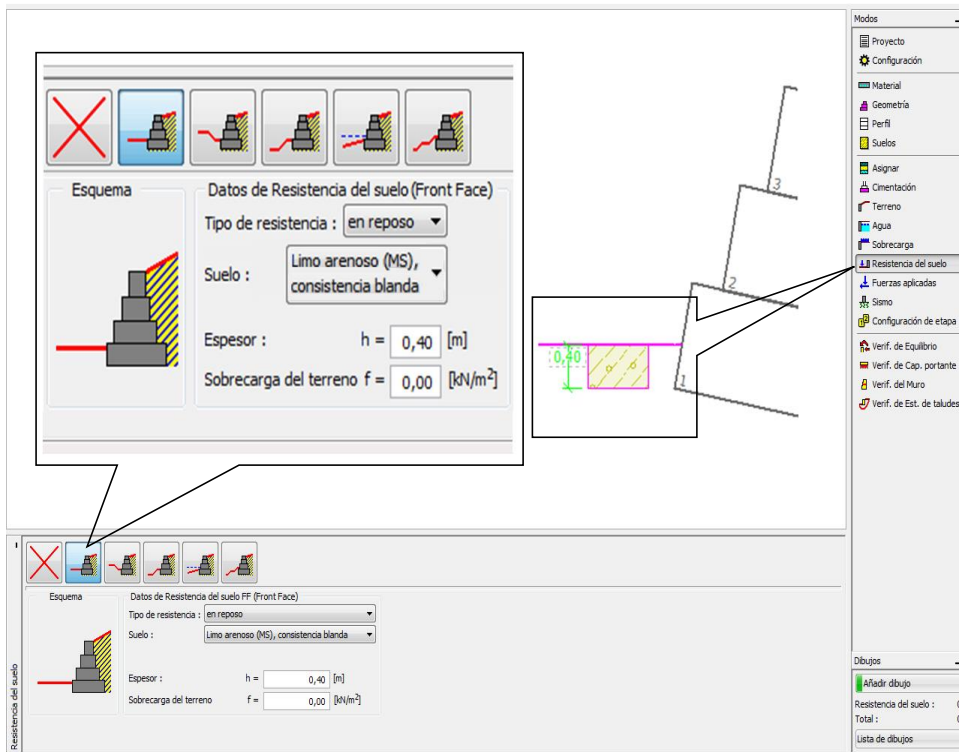 Esquema
Datos de Resistencia del suelo (Front Face)
Tipo de resistencia : en reposo
Suelo : Limo arenoso (MS), consistencia blanda
Espesor : h = 0,40 [m]
Sobrecarga del terreno f = 0,00 [kN/m²]
3
2
1
0,40
Modos
Proyecto
Configuración
Material
Geometría
Perfil
Suelos
Asignar
Cimentación
Terreno
Agua
Sobrecarga
Resistencia del suelo
Fuerzas aplicadas
Sismo
Configuración de etapa
Verif. de Equilibrio
Verif. de Cap. portante
Verif. del Muro
Verif. de Est. de taludes
Resistencia del suelo
Esquema
Datos de Resistencia del suelo FF (Front Face)
Tipo de resistencia : en reposo
Suelo : Limo arenoso (MS), consistencia blanda
Espesor : h = 0,40 [m]
Sobrecarga del terreno f = 0,00 [kN/m²]
Dibujos
Añadir dibujo
Resistencia del suelo :
Total :
Lista de dibujos